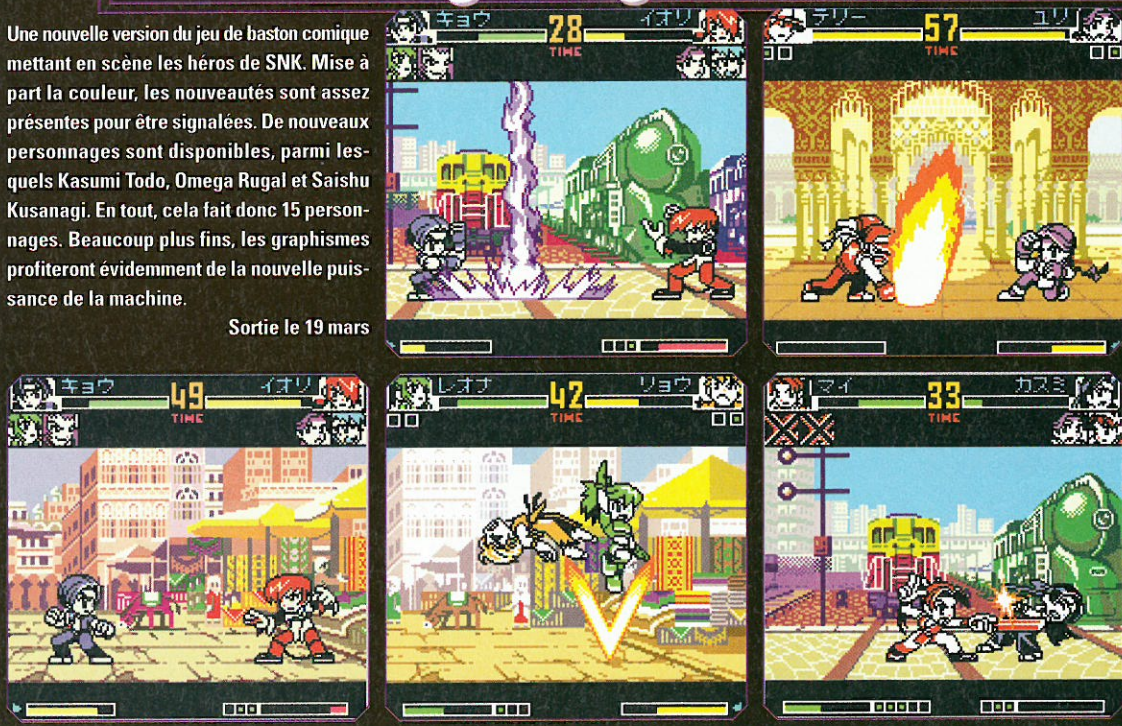 Une nouvelle version du jeu de baston comique
mettant en scène les héros de SNK. Mise à
part la couleur, les nouveautés sont assez
présentes pour être signalées. De nouveaux
personnages sont disponibles, parmi les-
quels Kasumi Todo, Omega Rugal et Saishu
Kusanagi. En tout, cela fait donc 15 person-
nages. Beaucoup plus fins, les graphismes
profiteront évidemment de la nouvelle puis-
sance de la machine.
Sortie le 19 mars
キョウ 28 イオリ
TIME
テリー 57 ユリ
TIME
キョウ 49 イオリ
TIME
レオナ 42 リョウ
TIME
マイ 33 カスミ
TIME